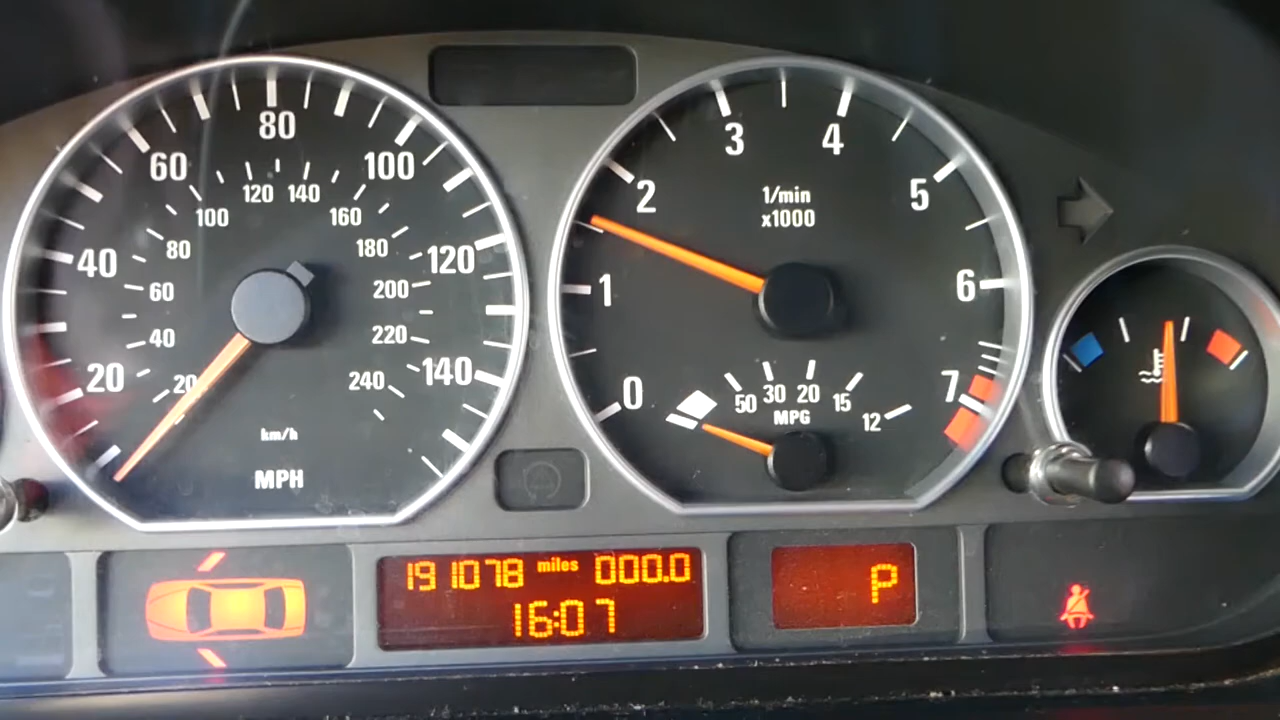 20 40 60 80 100 120 140
20 40 60 80 100 120 140 160 180 200 220 240
km/h
MPH
0 1 2 3 4 5 6 7
1/min
x1000
50 30 20 15 12
MPG
191078 miles 000.0
16:07
P